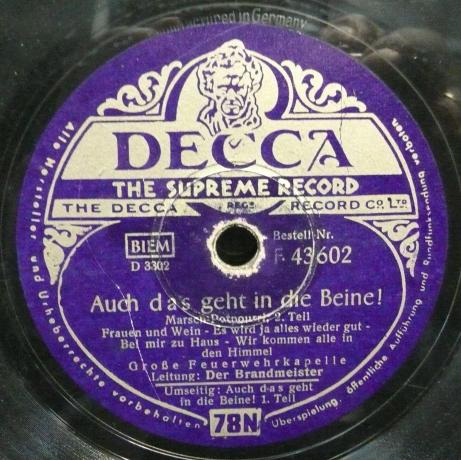 Manufactured in Germany
DECCA
THE SUPREME RECORD
THE DECCA REGD. RECORD CO. LTD
BIEM
D 3302
Bestell-Nr.
F. 43602
Auch das geht in die Beine!
Marsch-Potpourri, 2. Teil
Frauen und Wein - Es wird ja alles wieder gut -
Bei mir zu Haus - Wir kommen alle in
den Himmel
Große Feuerwehrkapelle
Leitung: Der Brandmeister
Umseitig: Auch das geht
in die Beine! 1. Teil
78N
Alle Hersteller und Urheberrechte vorbehalten
Überspielung, öffentliche Aufführung und Rundfunksendung verboten.